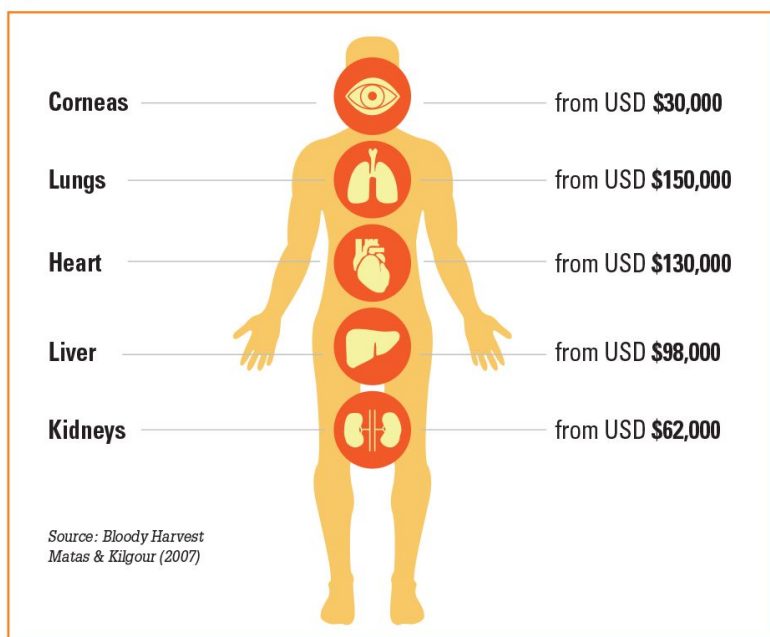 Corneas from USD $30,000
Lungs from USD $150,000
Heart from USD $130,000
Liver from USD $98,000
Kidneys from USD $62,000
Source: Bloody Harvest
Matas & Kilgour (2007)